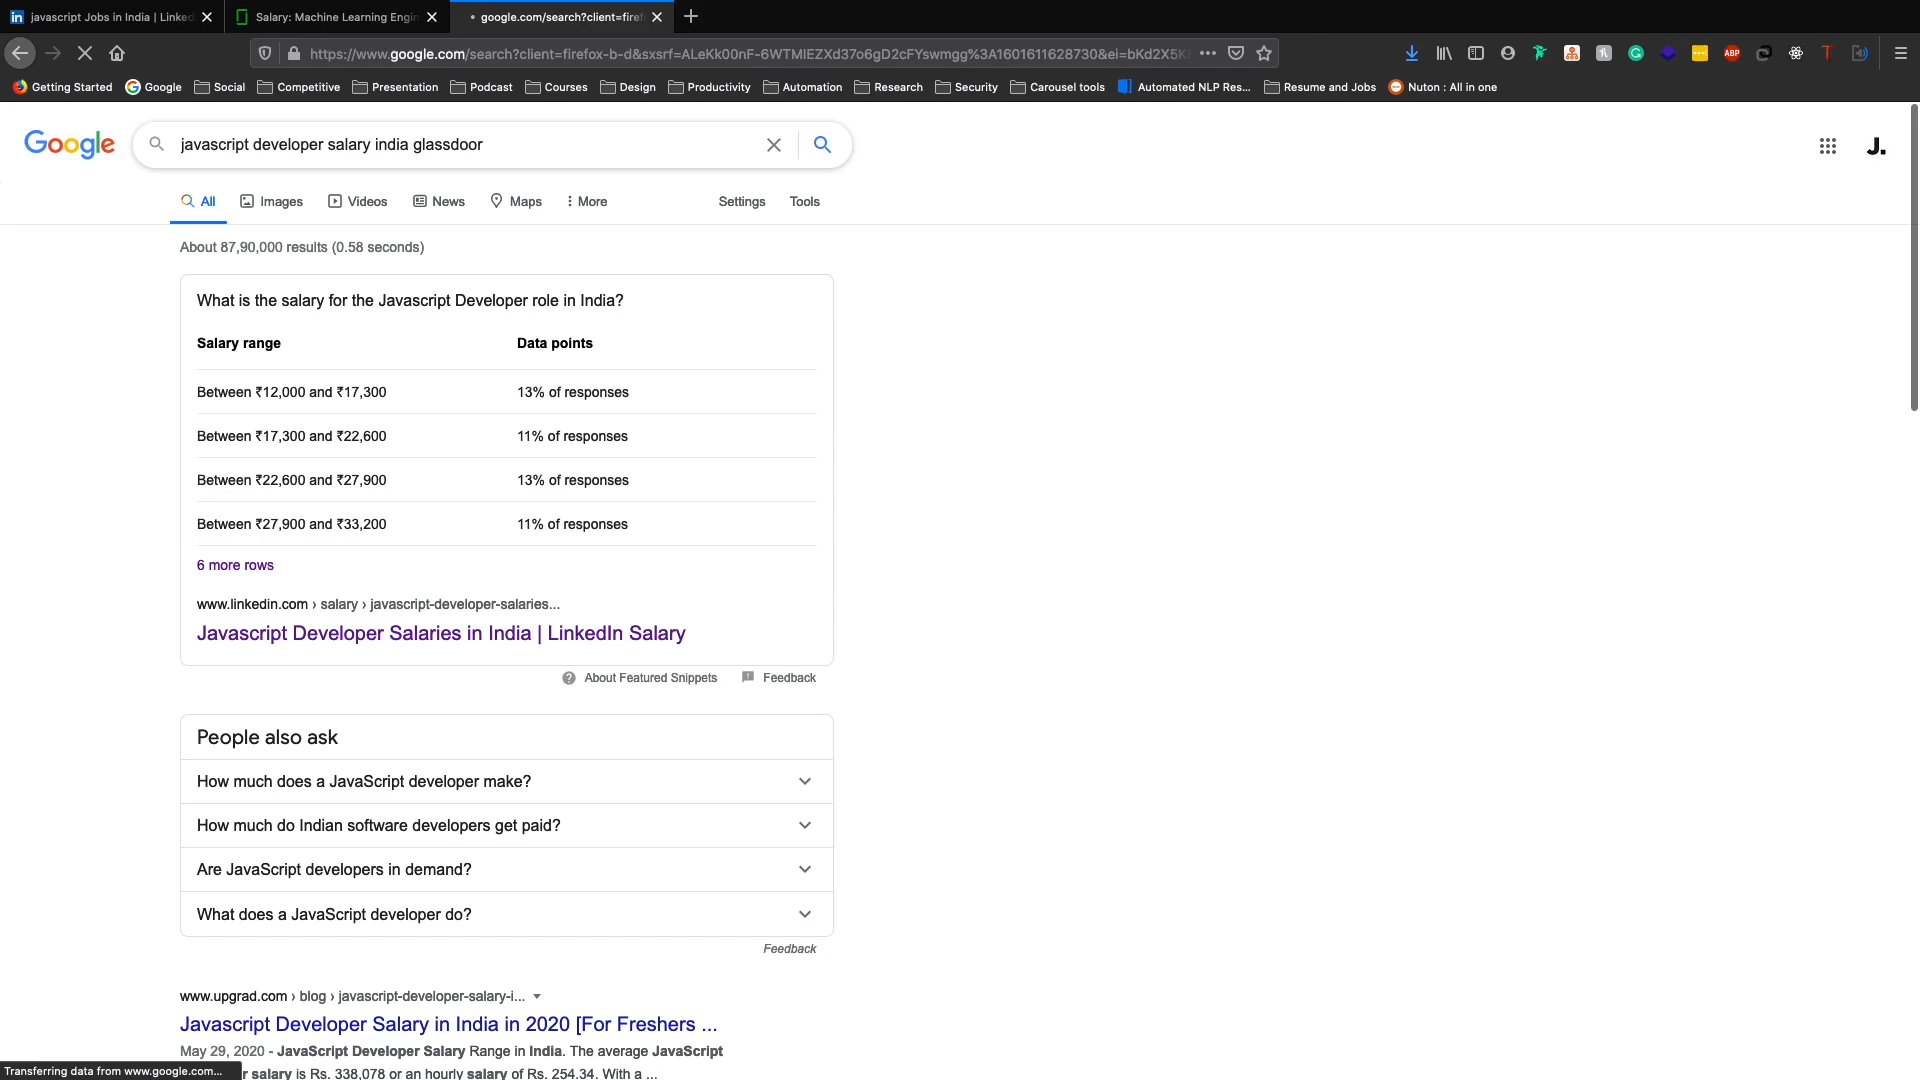 javascript Jobs in India | Linked
Salary: Machine Learning Engin
google.com/search?client=firef
https://www.google.com/search?client=firefox-b-d&sxsrf=ALeKk00nF-6WTMIEZXd37o6gD2cFYswmgg%3A1601611628730&ei=bKd2X5K
Getting Started
Google
Social
Competitive
Presentation
Podcast
Courses
Design
Productivity
Automation
Research
Security
Carousel tools
Automated NLP Res...
Resume and Jobs
Nuton : All in one
Google
javascript developer salary india glassdoor
J.
All
Images
Videos
News
Maps
More
Settings
Tools
About 87,90,000 results (0.58 seconds)
What is the salary for the Javascript Developer role in India?
Salary range Data points
Between ₹12,000 and ₹17,300 13% of responses
Between ₹17,300 and ₹22,600 11% of responses
Between ₹22,600 and ₹27,900 13% of responses
Between ₹27,900 and ₹33,200 11% of responses
6 more rows
www.linkedin.com › salary › javascript-developer-salaries...
Javascript Developer Salaries in India | LinkedIn Salary
About Featured Snippets
Feedback
People also ask
How much does a JavaScript developer make?
How much do Indian software developers get paid?
Are JavaScript developers in demand?
What does a JavaScript developer do?
Feedback
www.upgrad.com › blog › javascript-developer-salary-i...
Javascript Developer Salary in India in 2020 [For Freshers ...
May 29, 2020 - JavaScript Developer Salary Range in India. The average JavaScript
r salary is Rs. 338,078 or an hourly salary of Rs. 254.34. With a ...
Transferring data from www.google.com...